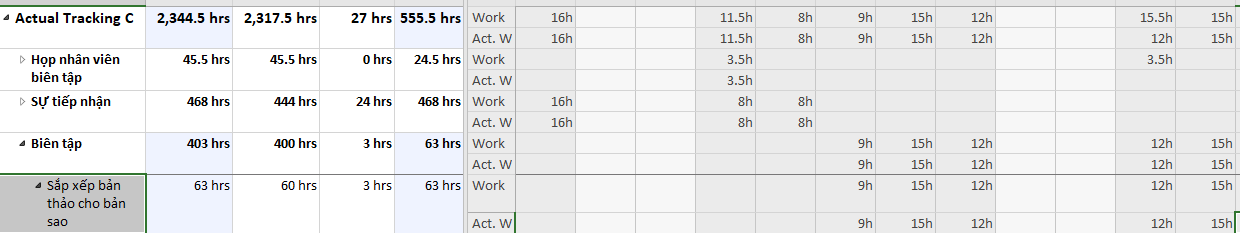 Actual Tracking C 2,344.5 hrs 2,317.5 hrs 27 hrs 555.5 hrs Work 16h 11.5h 8h 9h 15h 12h 15.5h 15h
Act. W 16h 11.5h 8h 9h 15h 12h 12h 15h
Họp nhân viên 45.5 hrs 45.5 hrs 0 hrs 24.5 hrs Work 3.5h 3.5h
biên tập Act. W 3.5h
SỰ tiếp nhận 468 hrs 444 hrs 24 hrs 468 hrs Work 16h 8h 8h
Act. W 16h 8h 8h
Biên tập 403 hrs 400 hrs 3 hrs 63 hrs Work 9h 15h 12h 12h 15h
Act. W 9h 15h 12h 12h 15h
Sắp xếp bản 63 hrs 60 hrs 3 hrs 63 hrs Work 9h 15h 12h 12h 15h
thảo cho bản
sao Act. W 9h 15h 12h 12h 15h